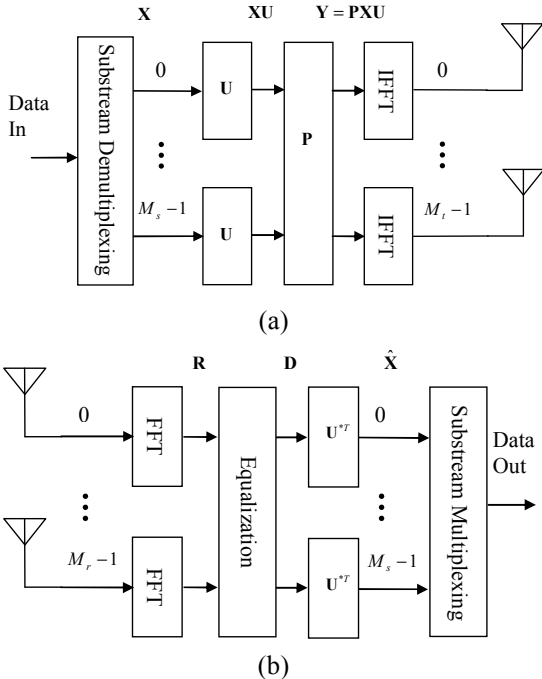 X XU Y = PXU
Data In
Substream Demultiplexing
0
M_s − 1
U
U
P
IFFT
IFFT
0
M_t − 1
(a)
R D X̂
0
M_r − 1
FFT
FFT
Equalization
U*T
U*T
0
M_s − 1
Substream Multiplexing
Data Out
(b)